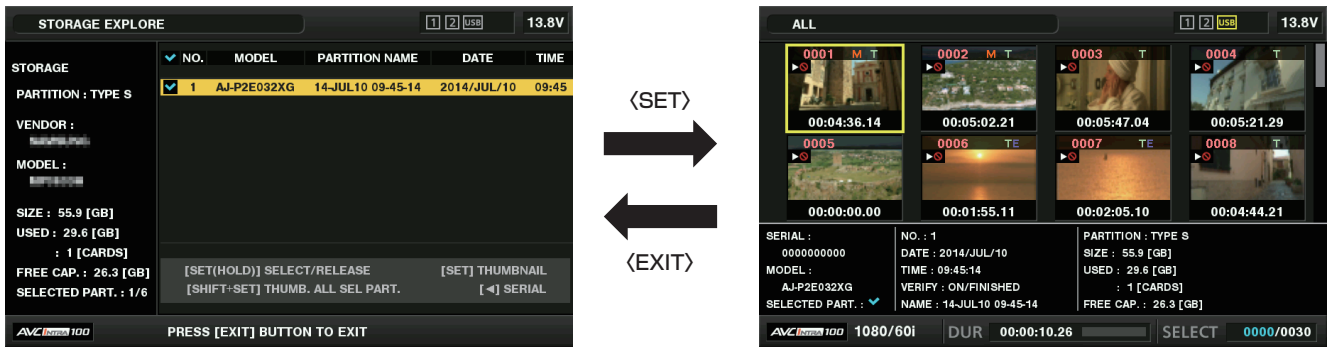 STORAGE EXPLORE
1 2 USB
13.8V
STORAGE
PARTITION : TYPE S
VENDOR :
MODEL :
SIZE : 55.9 [GB]
USED : 29.6 [GB]
: 1 [CARDS]
FREE CAP. : 26.3 [GB]
SELECTED PART. : 1/6
NO. MODEL PARTITION NAME DATE TIME
1 AJ-P2E032XG 14-JUL10 09-45-14 2014/JUL/10 09:45
[SET(HOLD)] SELECT/RELEASE [SET] THUMBNAIL
[SHIFT+SET] THUMB. ALL SEL PART. [◄] SERIAL
AVC INTRA 100 PRESS [EXIT] BUTTON TO EXIT
〈SET〉
〈EXIT〉
ALL
1 2 USB
13.8V
0001 M T 0002 M T 0003 T 0004 T
00:04:36.14 00:05:02.21 00:05:47.04 00:05:21.29
0005 0006 TE 0007 TE 0008 T
00:00:00.00 00:01:55.11 00:02:05.10 00:04:44.21
SERIAL :
0000000000
MODEL :
AJ-P2E032XG
SELECTED PART. :
NO. : 1
DATE : 2014/JUL/10
TIME : 09:45:14
VERIFY : ON/FINISHED
NAME : 14-JUL10 09-45-14
PARTITION : TYPE S
SIZE : 55.9 [GB]
USED : 29.6 [GB]
: 1 [CARDS]
FREE CAP. : 26.3 [GB]
AVC INTRA 100 1080/60i DUR 00:00:10.26 SELECT 0000/0030